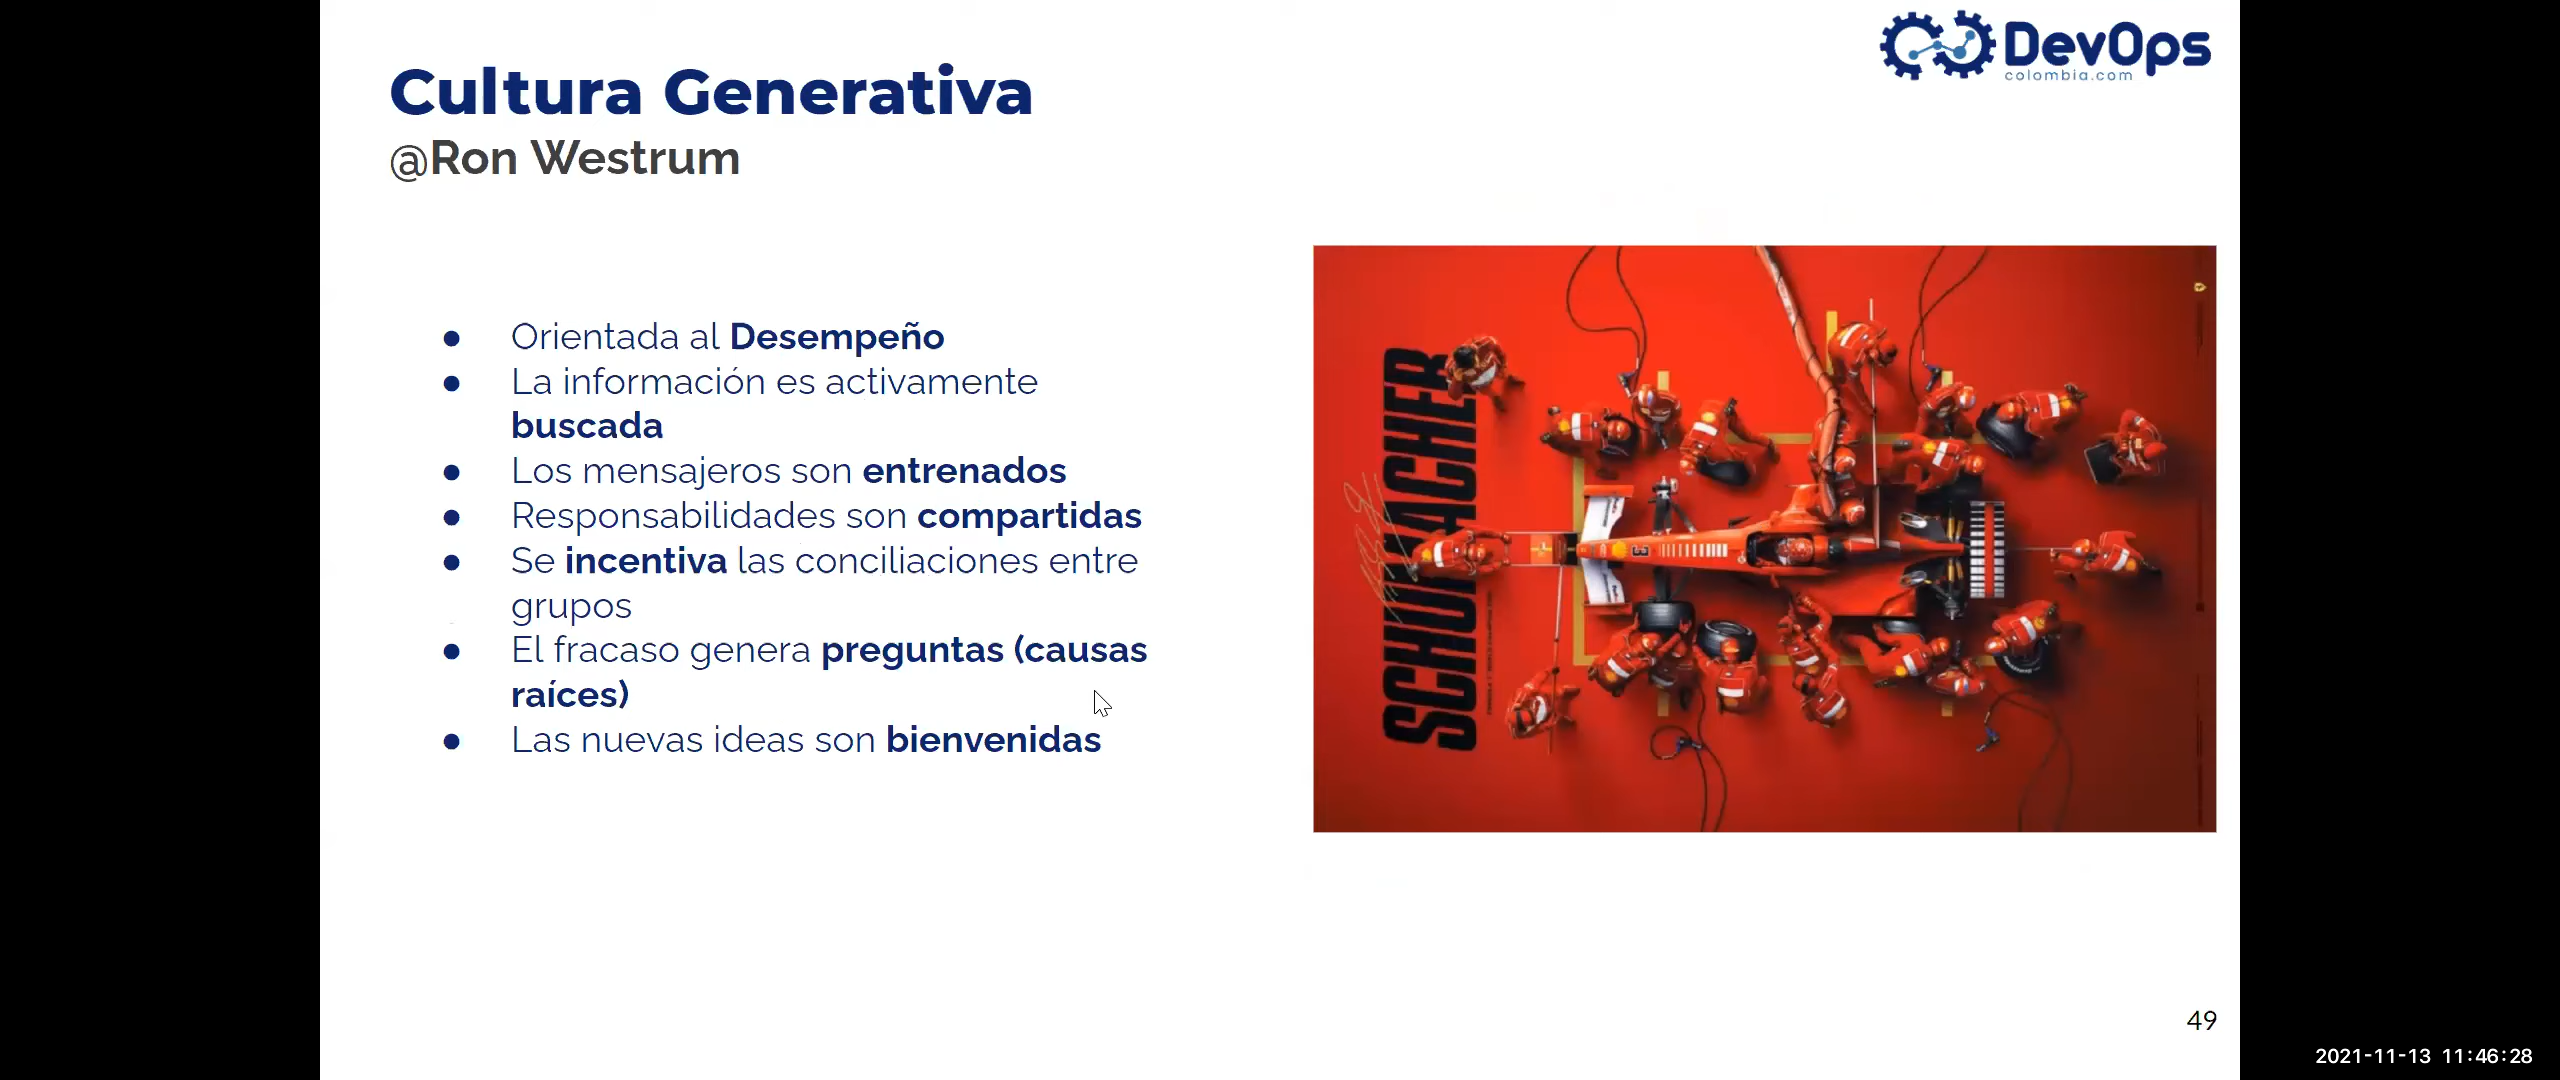 DevOps
colombia.com
Cultura Generativa
@Ron Westrum
● Orientada al Desempeño
● La información es activamente
buscada
● Los mensajeros son entrenados
● Responsabilidades son compartidas
● Se incentiva las conciliaciones entre
grupos
● El fracaso genera preguntas (causas
raíces)
● Las nuevas ideas son bienvenidas
SCHUMACHER
3
49
2021-11-13 11:46:28